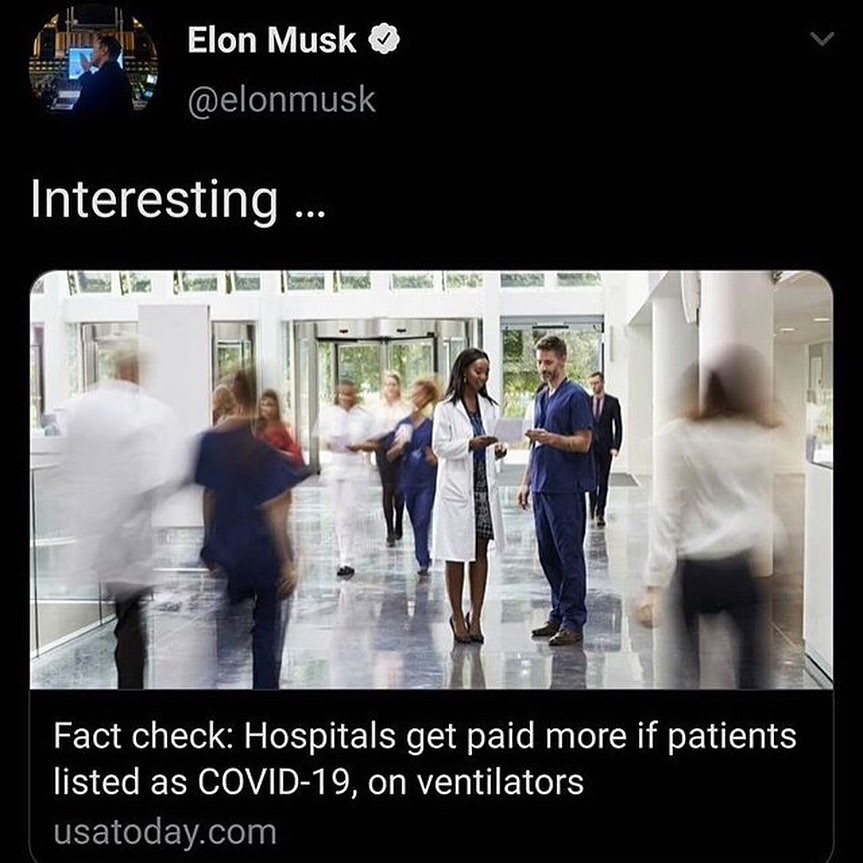 Elon Musk
@elonmusk
Interesting ...
Fact check: Hospitals get paid more if patients
listed as COVID-19, on ventilators
usatoday.com